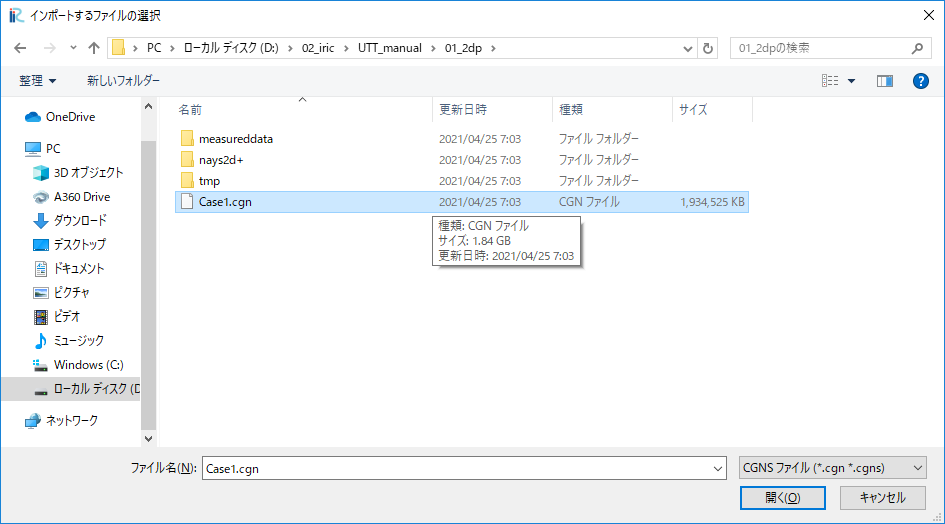 インポートするファイルの選択
PC > ローカル ディスク (D:) > 02_iric > UTT_manual > 01_2dp >
01_2dpの検索
整理 新しいフォルダー
名前 更新日時 種類 サイズ
OneDrive
PC
3D オブジェクト
A360 Drive
ダウンロード
デスクトップ
ドキュメント
ピクチャ
ビデオ
ミュージック
Windows (C:)
ローカル ディスク (D
ネットワーク
measureddata 2021/04/25 7:03 ファイル フォルダー
nays2d+ 2021/04/25 7:03 ファイル フォルダー
tmp 2021/04/25 7:03 ファイル フォルダー
Case1.cgn 2021/04/25 7:03 CGN ファイル 1,934,525 KB
種類: CGN ファイル
サイズ: 1.84 GB
更新日時: 2021/04/25 7:03
ファイル名(N): Case1.cgn CGNS ファイル (*.cgn *.cgns)
開く(O) キャンセル